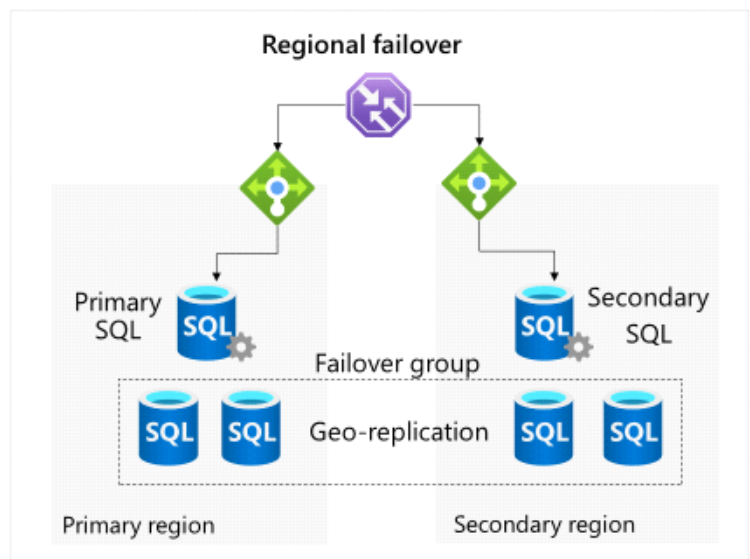 Regional failover
Primary
SQL
SQL
SQL
Secondary
SQL
Failover group
SQL
SQL
Geo-replication
SQL
SQL
Primary region
Secondary region